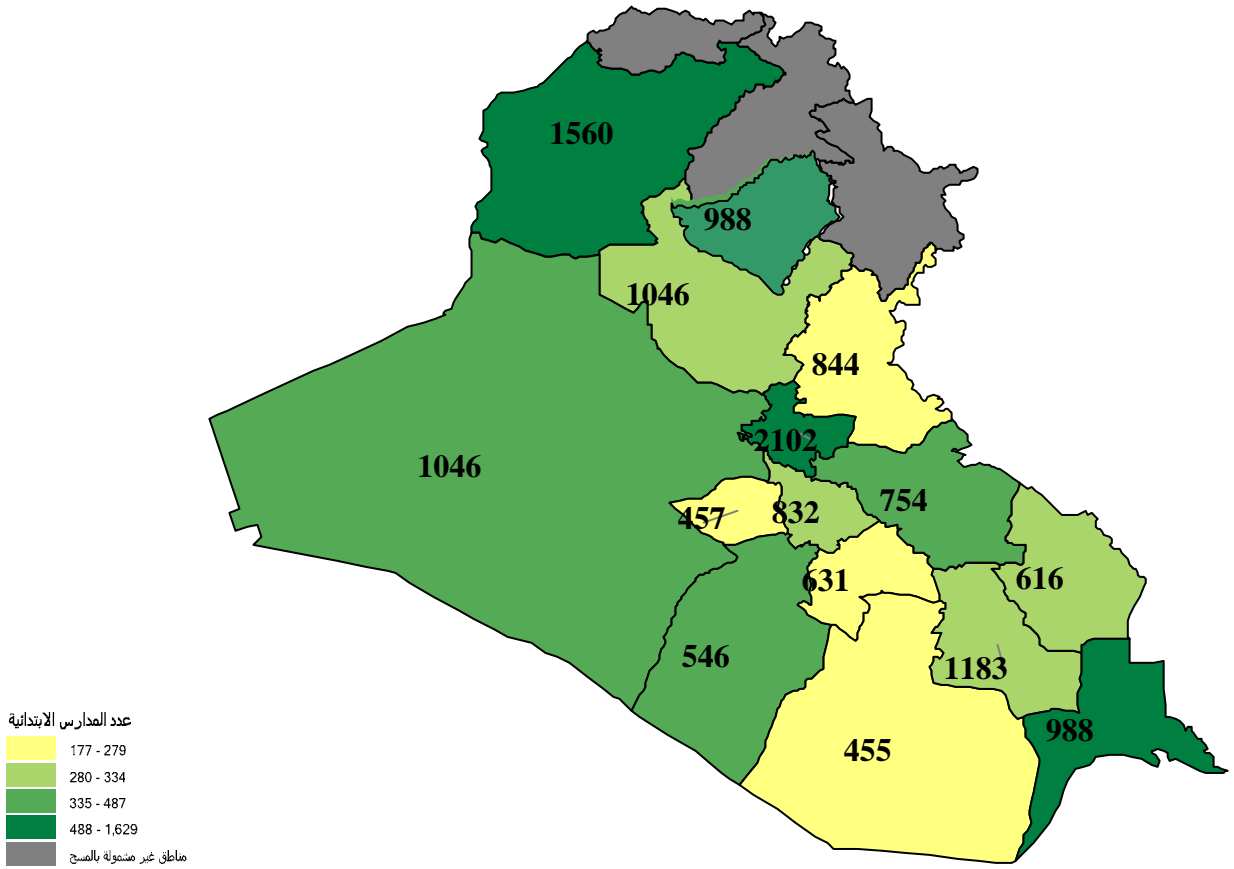 1560
988
1046
844
2102
1046
754
457
832
631
616
546
1183
988
455
عدد المدارس الابتدائية
177 - 279
280 - 334
335 - 487
488 - 1,629
مناطق غير مشمولة بالمسح